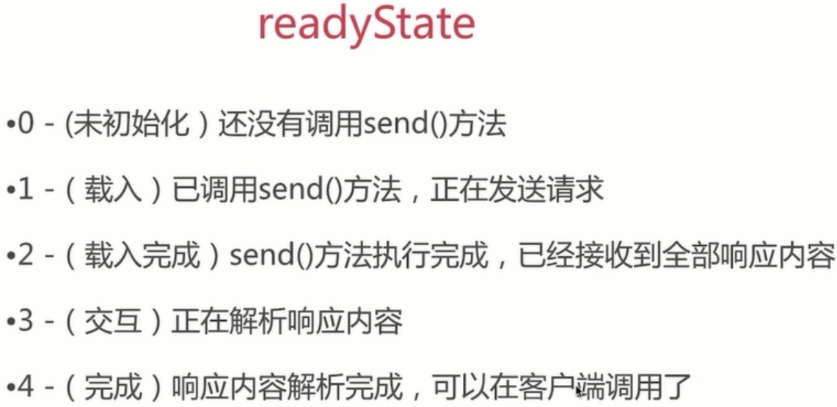 readyState
•0 - (未初始化）还没有调用send()方法
•1 -（载入）已调用send()方法，正在发送请求
•2 -（载入完成）send()方法执行完成，已经接收到全部响应内容
•3 -（交互）正在解析响应内容
•4 -（完成）响应内容解析完成，可以在客户端调用了